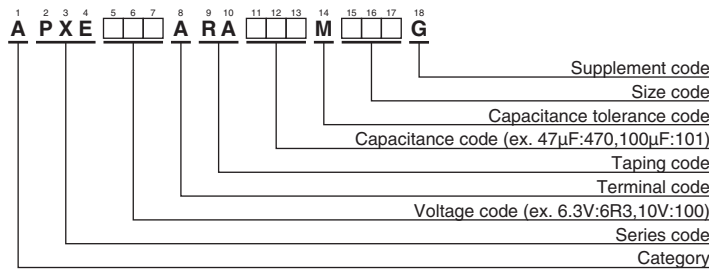 1 2 3 4 5 6 7 8 9 10 11 12 13 14 15 16 17 18
A PXE □□□ A RA □□□ M □□□ G
Supplement code
Size code
Capacitance tolerance code
Capacitance code (ex. 47μF:470,100μF:101)
Taping code
Terminal code
Voltage code (ex. 6.3V:6R3,10V:100)
Series code
Category